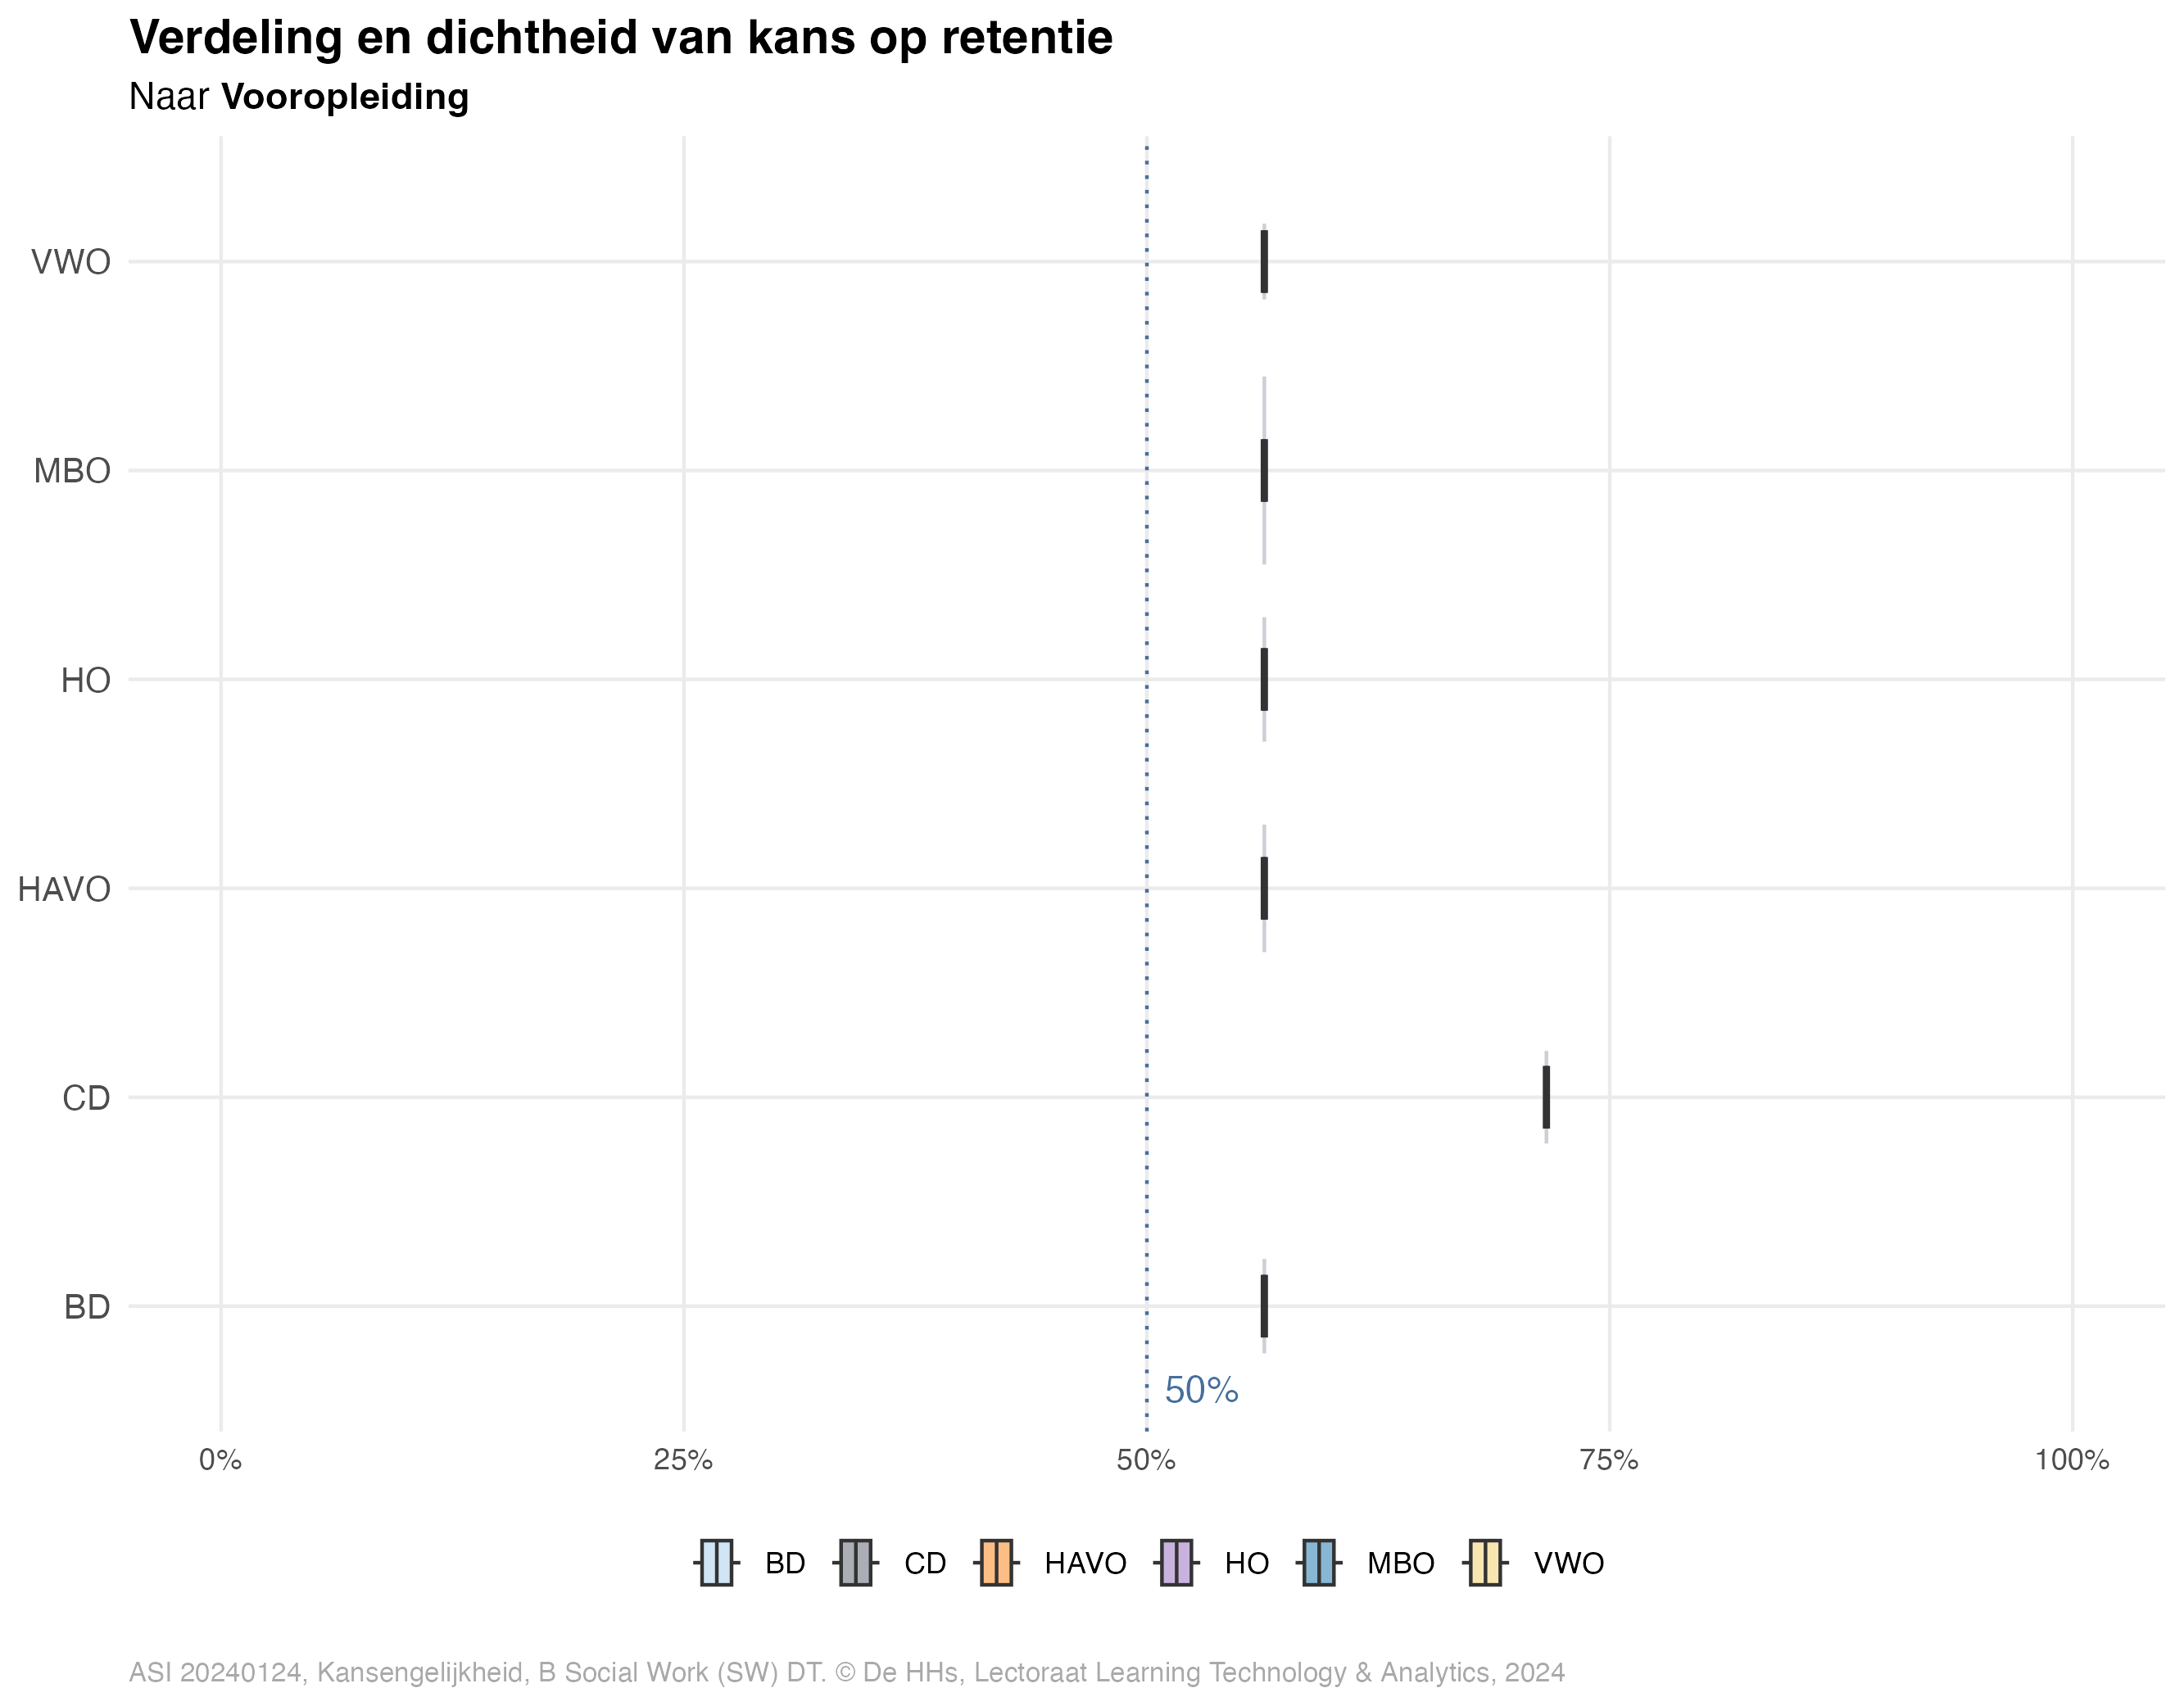 Verdeling en dichtheid van kans op retentie
Naar Vooropleiding
VWO
MBO
HO
HAVO
CD
BD
50%
0% 25% 50% 75% 100%
BD CD HAVO HO MBO VWO
ASI 20240124, Kansengelijkheid, B Social Work (SW) DT. © De HHs, Lectoraat Learning Technology & Analytics, 2024